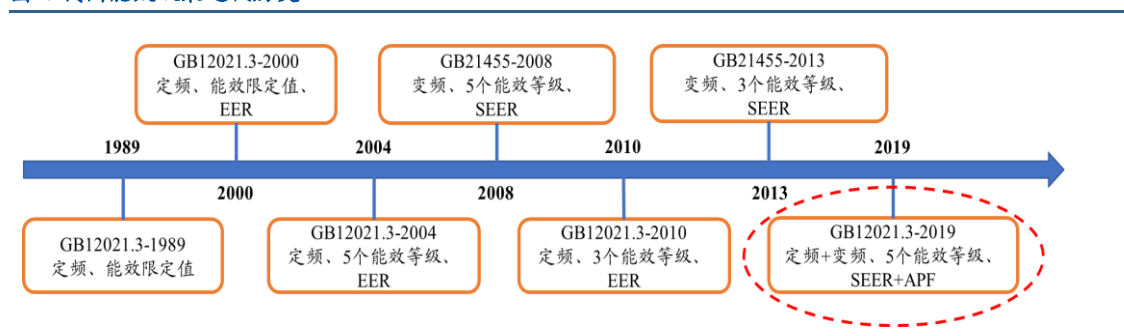 GB12021.3-2000
定频、能效限定值、
EER
GB21455-2008
变频、5个能效等级、
SEER
GB21455-2013
变频、3个能效等级、
SEER
1989
2004
2010
2019
2000
2008
2013
GB12021.3-1989
定频、能效限定值
GB12021.3-2004
定频、5个能效等级、
EER
GB12021.3-2010
定频、3个能效等级、
EER
GB12021.3-2019
定频+变频、5个能效等级、
SEER+APF